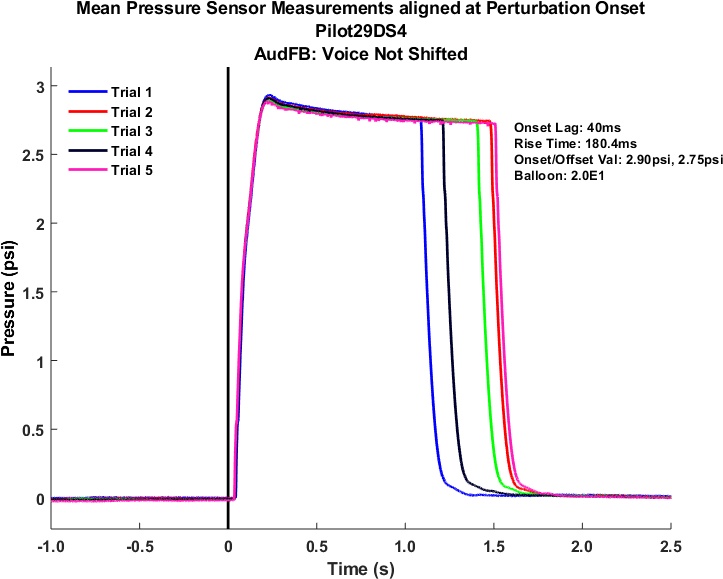 Mean Pressure Sensor Measurements aligned at Perturbation Onset
Pilot29DS4
AudFB: Voice Not Shifted
Trial 1
Trial 2
Trial 3
Trial 4
Trial 5
Onset Lag: 40ms
Rise Time: 180.4ms
Onset/Offset Val: 2.90psi, 2.75psi
Balloon: 2.0E1
Pressure (psi)
3
2.5
2
1.5
1
0.5
0
-1.0 -0.5 0 0.5 1.0 1.5 2.0 2.5
Time (s)